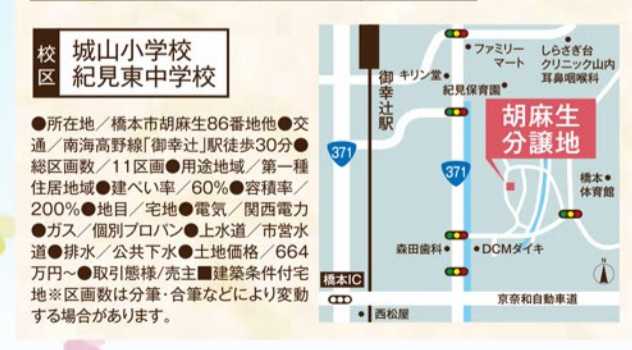 校区
城山小学校
紀見東中学校
●所在地／橋本市胡麻生86番地他●交
通／南海高野線「御幸辻」駅徒歩30分●
総区画数／11区画●用途地域／第一種
住居地域●建ぺい率／60%●容積率／
200%●地目／宅地●電気／関西電力
●ガス／個別プロパン●上水道／市営水
道●排水／公共下水●土地価格／664
万円～●取引態様/売主■建築条件付宅
地※区画数は分筆・合筆などにより変動
する場合があります。
御幸辻駅
ファミリー
マート
しらさぎ台
クリニック山内
耳鼻咽喉科
キリン堂
紀見保育園
胡麻生
分譲地
371
371
橋本
体育館
森田歯科
DCMダイキ
橋本IC
京奈和自動車道
西松屋
N